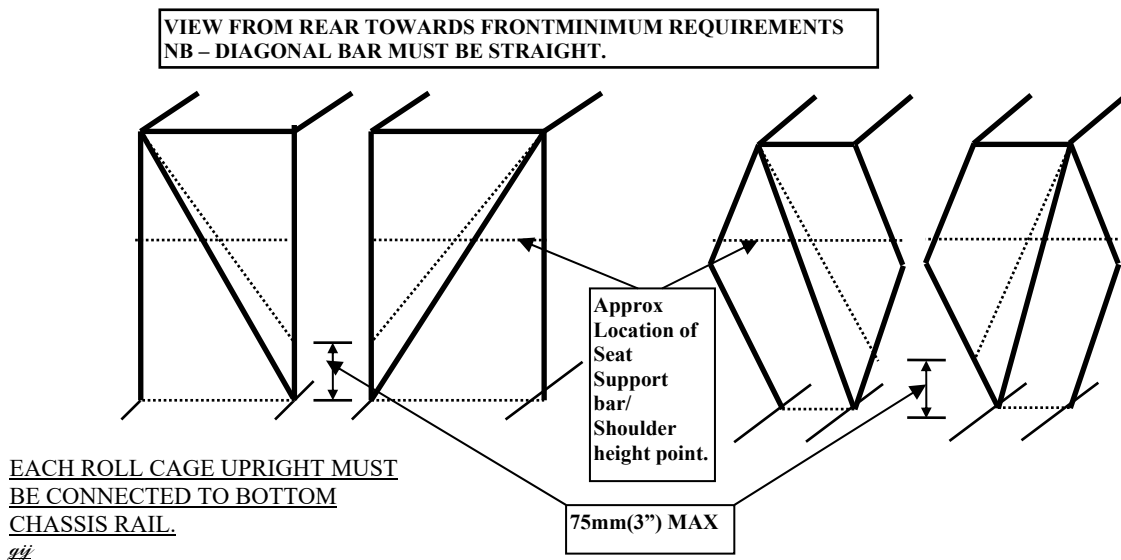 VIEW FROM REAR TOWARDS FRONTMINIMUM REQUIREMENTS
NB – DIAGONAL BAR MUST BE STRAIGHT.
Approx
Location of
Seat
Support
bar/
Shoulder
height point.
EACH ROLL CAGE UPRIGHT MUST
BE CONNECTED TO BOTTOM
CHASSIS RAIL.
gij
75mm(3”) MAX